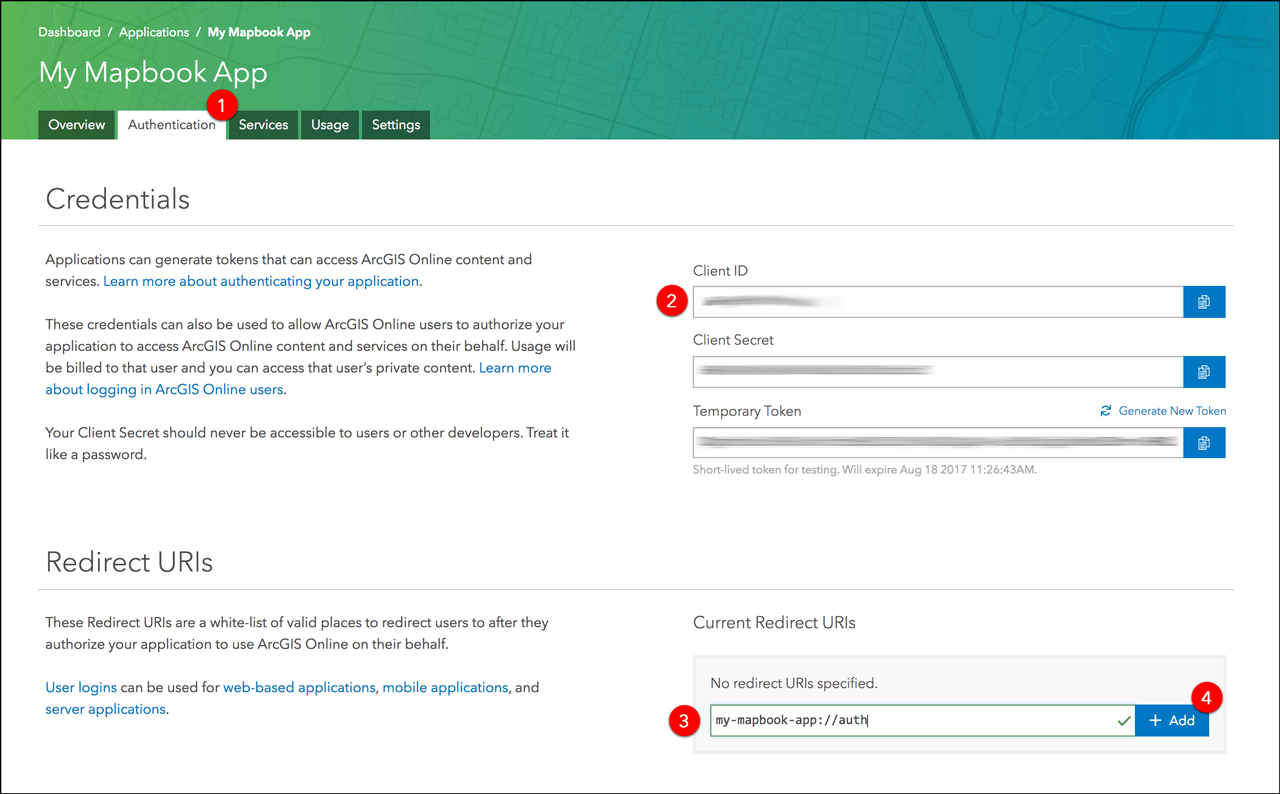 Dashboard / Applications / My Mapbook App
My Mapbook App
1
Overview Authentication Services Usage Settings
Credentials
Applications can generate tokens that can access ArcGIS Online content and
services. Learn more about authenticating your application.
These credentials can also be used to allow ArcGIS Online users to authorize your
application to access ArcGIS Online content and services on their behalf. Usage will
be billed to that user and you can access that user's private content. Learn more
about logging in ArcGIS Online users.
Your Client Secret should never be accessible to users or other developers. Treat it
like a password.
Client ID
2
Client Secret
Temporary Token Generate New Token
Short-lived token for testing. Will expire Aug 18 2017 11:26:43AM.
Redirect URIs
These Redirect URIs are a white-list of valid places to redirect users to after they
authorize your application to use ArcGIS Online on their behalf.
User logins can be used for web-based applications, mobile applications, and
server applications.
Current Redirect URIs
No redirect URIs specified.
4
3 my-mapbook-app://auth + Add